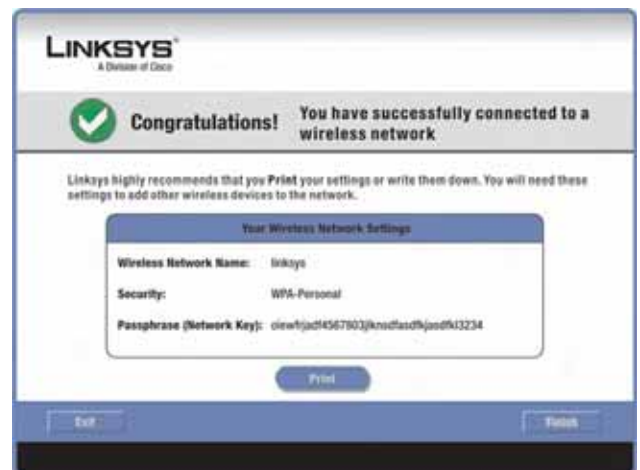 LINKSYS®
A Division of Cisco
Congratulations!
You have successfully connected to a
wireless network
Linksys highly recommends that you Print your settings or write them down. You will need these
settings to add other wireless devices to the network.
Your Wireless Network Settings
Wireless Network Name: linksys
Security: WPA-Personal
Passphrase (Network Key):
Print
Exit
Finish